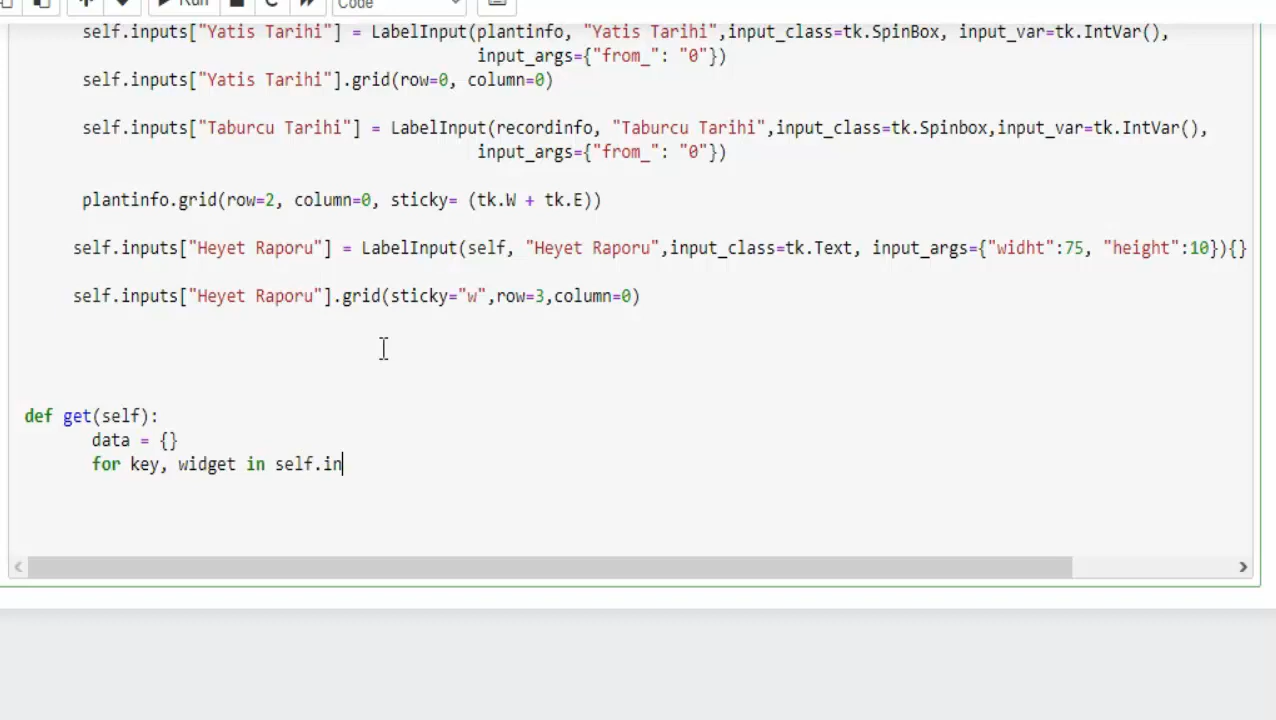 Run
Code
self.inputs["Yatis Tarihi"] = LabelInput(plantinfo, "Yatis Tarihi",input_class=tk.SpinBox, input_var=tk.IntVar(),
input_args={"from_": "0"})
self.inputs["Yatis Tarihi"].grid(row=0, column=0)
self.inputs["Taburcu Tarihi"] = LabelInput(recordinfo, "Taburcu Tarihi",input_class=tk.Spinbox,input_var=tk.IntVar(),
input_args={"from_": "0"})
plantinfo.grid(row=2, column=0, sticky= (tk.W + tk.E))
self.inputs["Heyet Raporu"] = LabelInput(self, "Heyet Raporu",input_class=tk.Text, input_args={"widht":75, "height":10}){}
self.inputs["Heyet Raporu"].grid(sticky="w",row=3,column=0)
def get(self):
data = {}
for key, widget in self.in